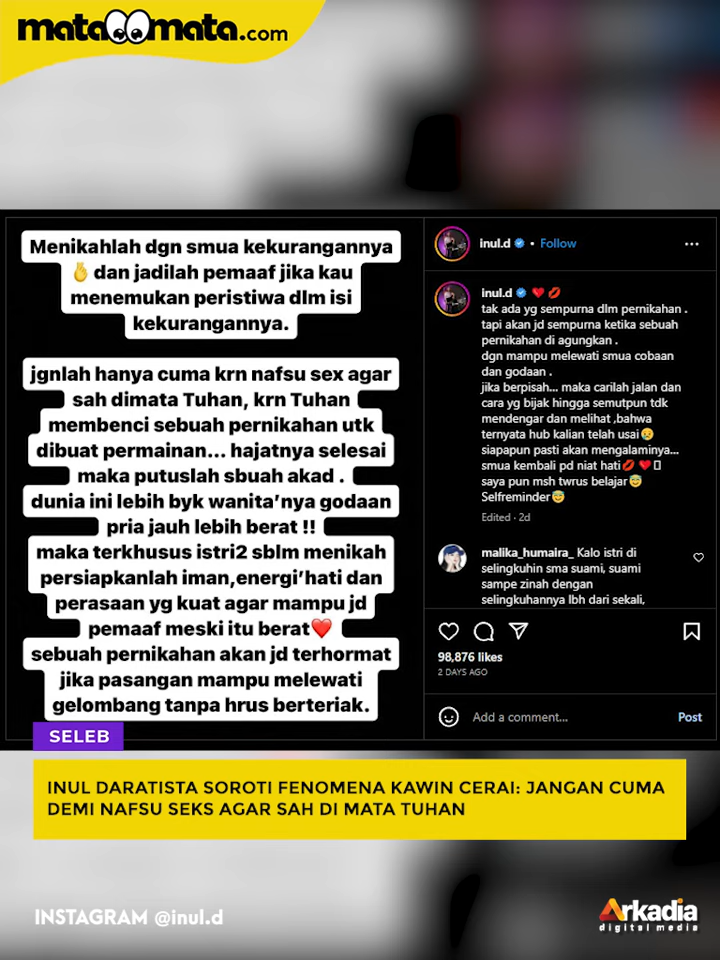 mata mata.com
Menikahlah dgn smua kekurangannya
🫰dan jadilah pemaaf jika kau
menemukan peristiwa dlm isi
kekurangannya.
jgnlah hanya cuma krn nafsu sex agar
sah dimata Tuhan, krn Tuhan
membenci sebuah pernikahan utk
dibuat permainan... hajatnya selesai
maka putuslah sbuah akad .
dunia ini lebih byk wanita’nya godaan
pria jauh lebih berat !!
maka terkhusus istri2 sblm menikah
persiapkanlah iman,energi’hati dan
perasaan yg kuat agar mampu jd
pemaaf meski itu berat❤️
sebuah pernikahan akan jd terhormat
jika pasangan mampu melewati
gelombang tanpa hrus berteriak.
inul.d • Follow
inul.d 💔💋
tak ada yg sempurna dlm pernikahan .
tapi akan jd sempurna ketika sebuah
pernikahan di agungkan .
dgn mampu melewati smua cobaan
dan godaan .
jika berpisah... maka carilah jalan dan
cara yg bijak hingga semutpun tdk
mendengar dan melihat ,bahwa
ternyata hub kalian telah usai😢
siapapun pasti akan mengalaminya...
smua kembali pd niat hati💋❤️
saya pun msh twrus belajar😇
Selfreminder😇
Edited · 2d
malika_humaira_ Kalo istri di
selingkuhin sma suami, suami
sampe zinah dengan
selingkuhannya lbh dari sekali,
98,876 likes
2 DAYS AGO
Add a comment... Post
SELEB
INUL DARATISTA SOROTI FENOMENA KAWIN CERAI: JANGAN CUMA
DEMI NAFSU SEKS AGAR SAH DI MATA TUHAN
INSTAGRAM @inul.d
Arkadia
digital media